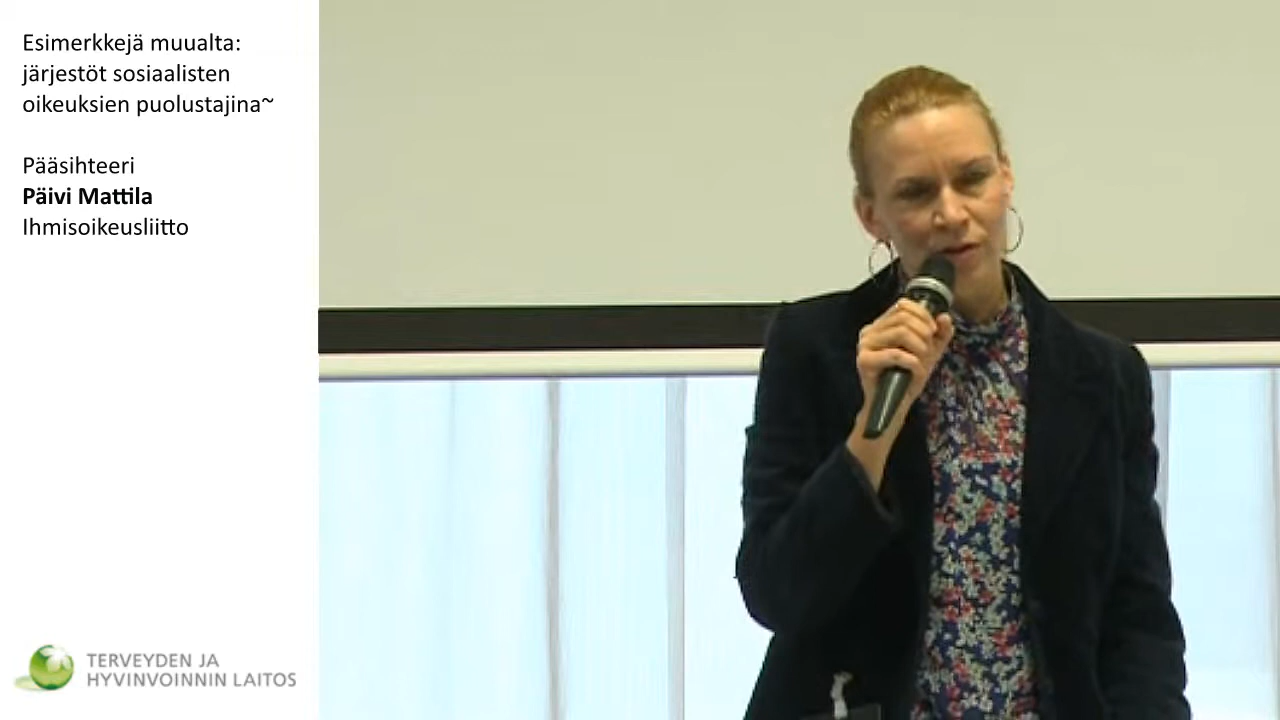 Esimerkkejä muualta:
järjestöt sosiaalisten
oikeuksien puolustajina~
Pääsihteeri
Päivi Mattila
Ihmisoikeusliitto
TERVEYDEN JA
HYVINVOINNIN LAITOS